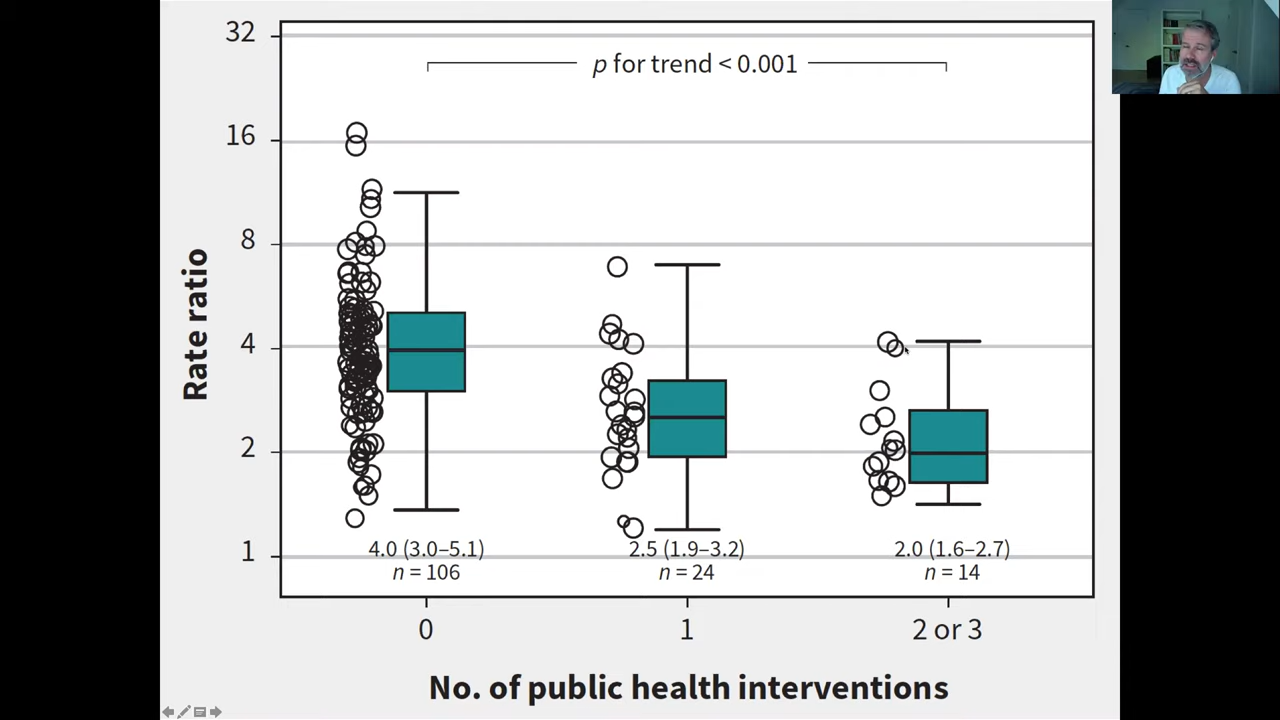 32
p for trend < 0.001
16
8
4
2
1
Rate ratio
4.0 (3.0–5.1)
n = 106
2.5 (1.9–3.2)
n = 24
2.0 (1.6–2.7)
n = 14
0
1
2 or 3
No. of public health interventions